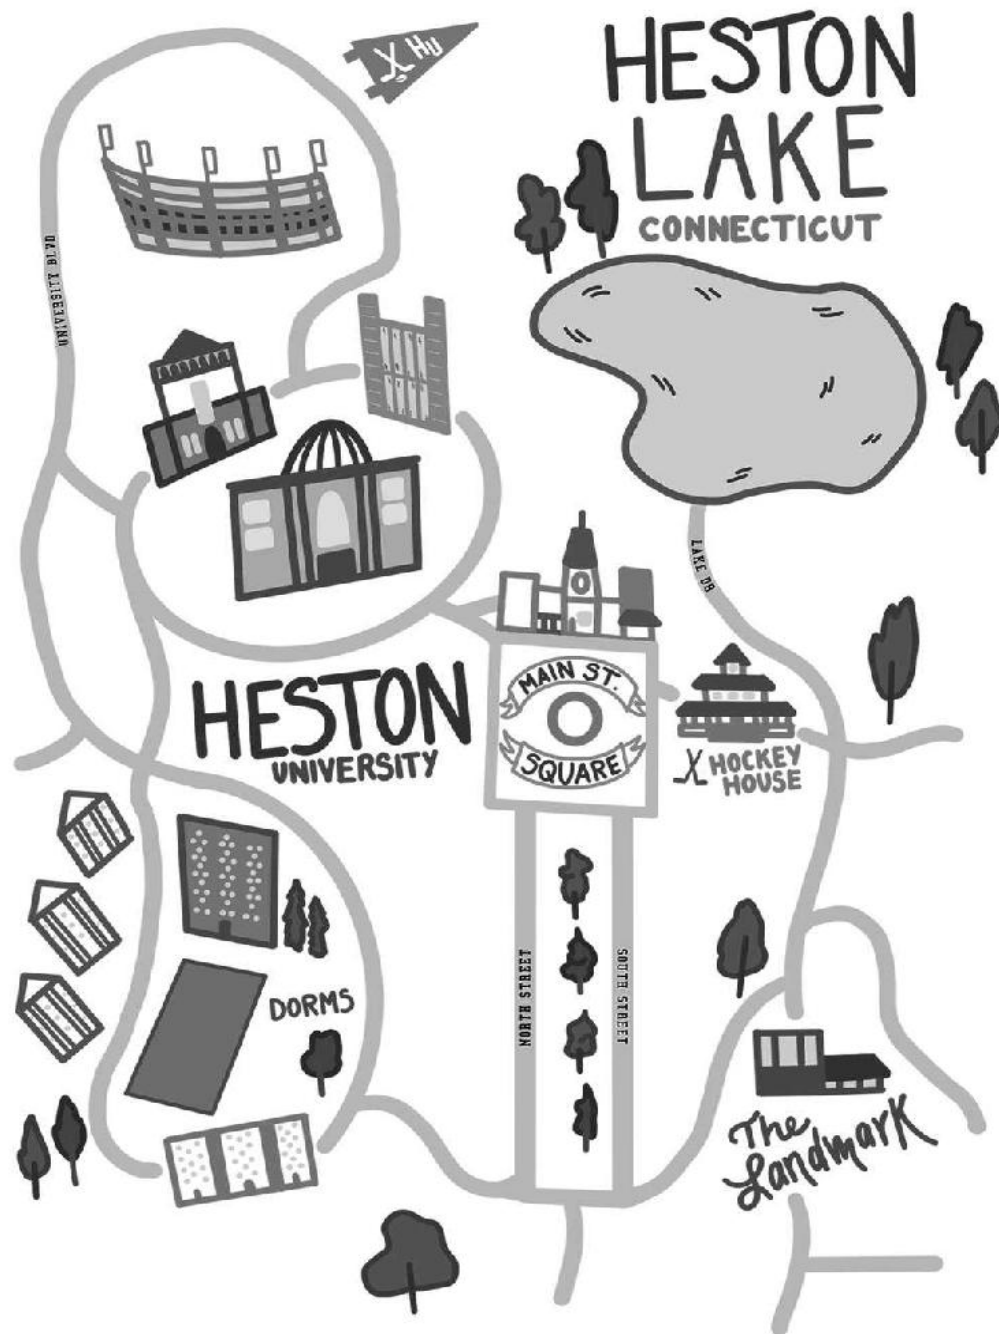 HU
HESTON
LAKE
CONNECTICUT
UNIVERSITY BLVD
LAKE DR
HESTON
UNIVERSITY
MAIN ST.
SQUARE
HOCKEY
HOUSE
DORMS
NORTH STREET
SOUTH STREET
The
Landmark